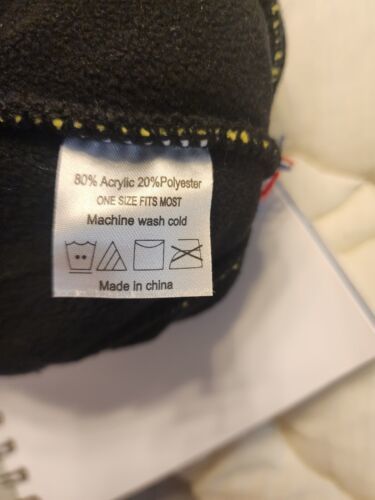 80% Acrylic 20%Polyester
ONE SIZE FITS MOST
Machine wash cold
Made in china